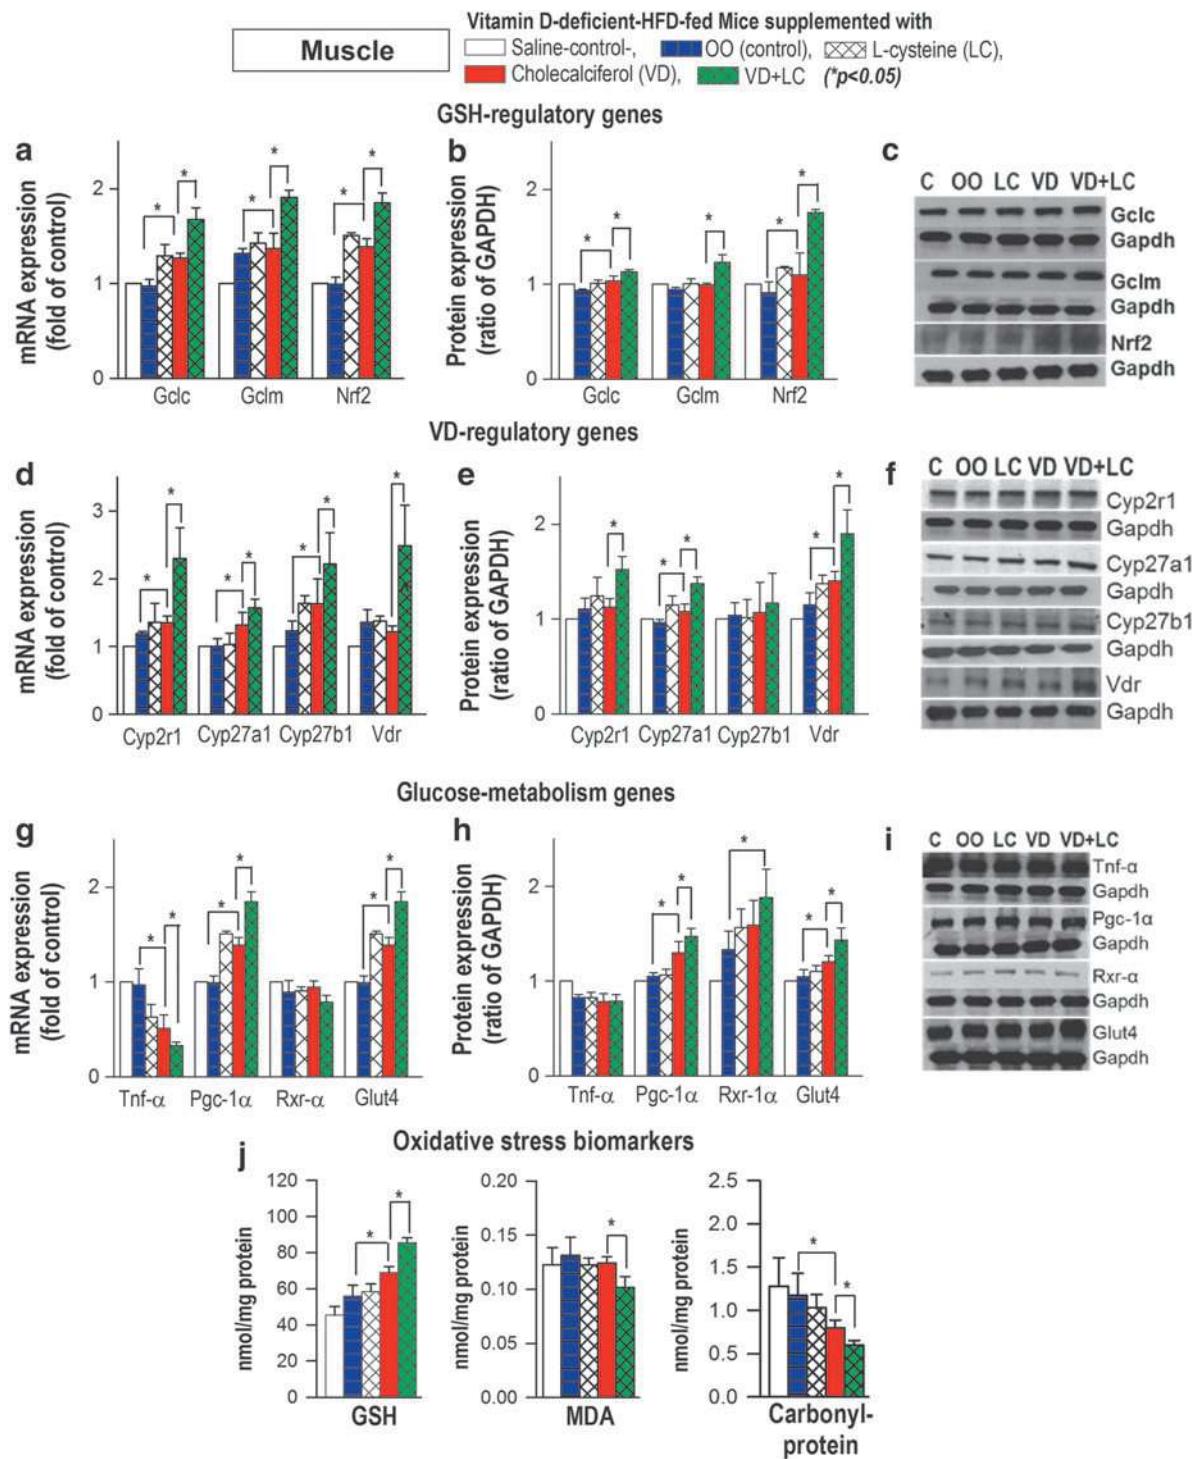 Muscle
Vitamin D-deficient-HFD-fed Mice supplemented with
Saline-control-, OO (control), L-cysteine (LC),
Cholecalciferol (VD), VD+LC (*p<0.05)
GSH-regulatory genes
a
mRNA expression
(fold of control)
2
1
0
* * * * * *
Gclc Gclm Nrf2
b
Protein expression
(ratio of GAPDH)
2
1
0
* * * * *
Gclc Gclm Nrf2
c
C OO LC VD VD+LC
Gclc
Gapdh
Gclm
Gapdh
Nrf2
Gapdh
VD-regulatory genes
d
mRNA expression
(fold of control)
3
2
1
0
* * * * * * *
Cyp2r1 Cyp27a1 Cyp27b1 Vdr
e
Protein expression
(ratio of GAPDH)
2
1
0
* * * * *
Cyp2r1 Cyp27a1 Cyp27b1 Vdr
f
C OO LC VD VD+LC
Cyp2r1
Gapdh
Cyp27a1
Gapdh
Cyp27b1
Gapdh
Vdr
Gapdh
Glucose-metabolism genes
g
mRNA expression
(fold of control)
2
1
0
* * * * * *
Tnf-α Pgc-1α Rxr-α Glut4
h
Protein expression
(ratio of GAPDH)
2
1
0
* * * * *
Tnf-α Pgc-1α Rxr-1α Glut4
i
C OO LC VD VD+LC
Tnf-α
Gapdh
Pgc-1α
Gapdh
Rxr-α
Gapdh
Glut4
Gapdh
Oxidative stress biomarkers
j
nmol/mg protein
120
100
80
60
40
20
0
* *
GSH
nmol/mg protein
0.20
0.15
0.10
0.05
0.00
*
MDA
nmol/mg protein
2.5
2.0
1.5
1.0
0.5
0.0
* *
Carbonyl-
protein